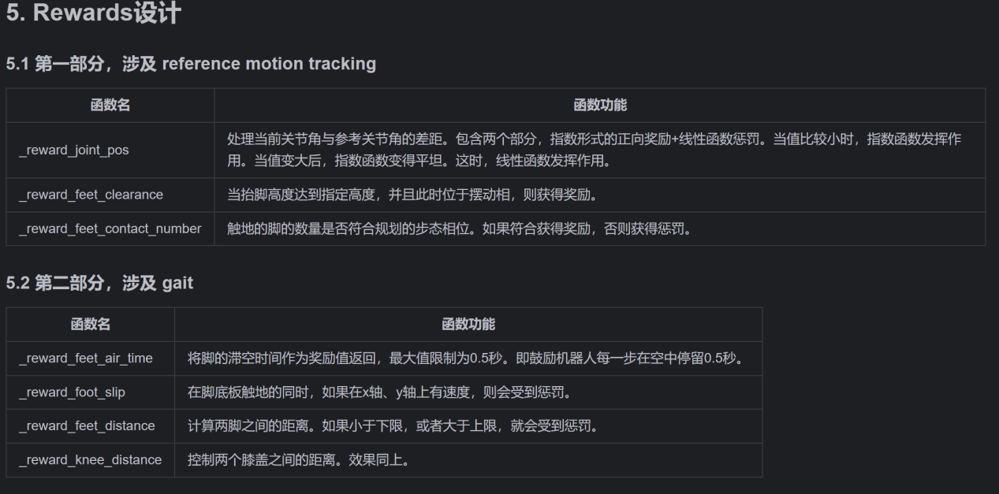 5. Rewards设计
5.1 第一部分，涉及 reference motion tracking
函数名 函数功能
_reward_joint_pos
处理当前关节角与参考关节角的差距。包含两个部分，指数形式的正向奖励+线性函数惩罚。当值比较小时，指数函数发挥作
用。当值变大后，指数函数变得平坦。这时，线性函数发挥作用。
_reward_feet_clearance 当抬脚高度达到指定高度，并且此时位于摆动相，则获得奖励。
_reward_feet_contact_number 触地的脚的数量是否符合规划的步态相位。如果符合获得奖励，否则获得惩罚。
5.2 第二部分，涉及 gait
函数名 函数功能
_reward_feet_air_time 将脚的滞空时间作为奖励值返回，最大值限制为0.5秒。即鼓励机器人每一步在空中停留0.5秒。
_reward_foot_slip 在脚底板触地的同时，如果在x轴、y轴上有速度，则会受到惩罚。
_reward_feet_distance 计算两脚之间的距离。如果小于下限，或者大于上限，就会受到惩罚。
_reward_knee_distance 控制两个膝盖之间的距离。效果同上。